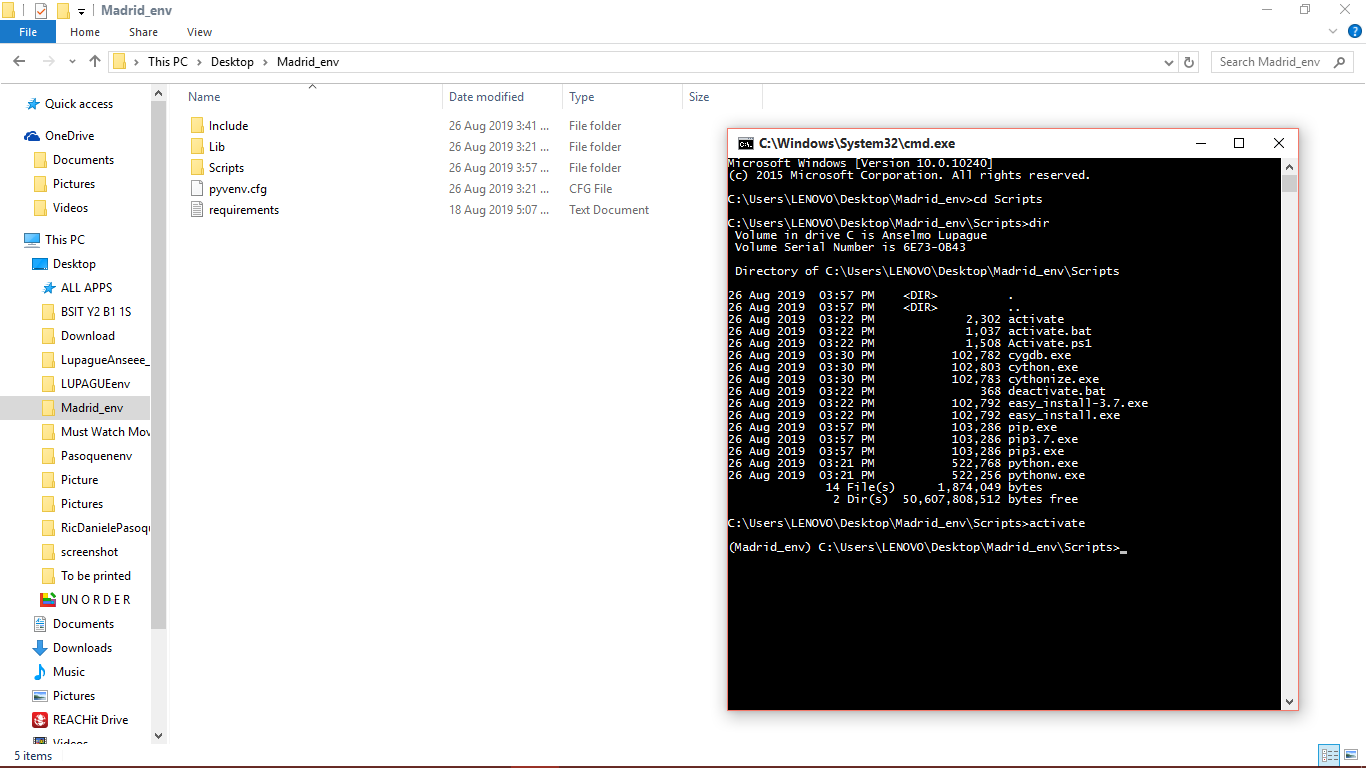 Madrid_env
File Home Share View
This PC Desktop Madrid_env Search Madrid_env
Name Date modified Type Size
Quick access
OneDrive
Documents
Pictures
Videos
This PC
Desktop
ALL APPS
BSIT Y2 B1 1S
Download
LupagueAnseee_
LUPAGUEenv
Madrid_env
Must Watch Mov
Pasoquenenv
Picture
Pictures
RicDanielePasoqu
screenshot
To be printed
U N O R D E R
Documents
Downloads
Music
Pictures
REACHit Drive
Videos
Include 26 Aug 2019 3:41 ... File folder
Lib 26 Aug 2019 3:21 ... File folder
Scripts 26 Aug 2019 3:57 ... File folder
pyvenv.cfg 26 Aug 2019 3:21 ... CFG File
requirements 18 Aug 2019 5:07 ... Text Document
C:\Windows\System32\cmd.exe
Microsoft Windows [Version 10.0.10240]
(c) 2015 Microsoft Corporation. All rights reserved.
C:\Users\LENOVO\Desktop\Madrid_env>cd Scripts
C:\Users\LENOVO\Desktop\Madrid_env\Scripts>dir
Volume in drive C is Anselmo Lupague
Volume Serial Number is 6E73-0B43
Directory of C:\Users\LENOVO\Desktop\Madrid_env\Scripts
26 Aug 2019 03:57 PM <DIR> .
26 Aug 2019 03:57 PM <DIR> ..
26 Aug 2019 03:22 PM 2,302 activate
26 Aug 2019 03:22 PM 1,037 activate.bat
26 Aug 2019 03:22 PM 1,508 Activate.ps1
26 Aug 2019 03:30 PM 102,782 cygdb.exe
26 Aug 2019 03:30 PM 102,803 cython.exe
26 Aug 2019 03:30 PM 102,783 cythonize.exe
26 Aug 2019 03:22 PM 368 deactivate.bat
26 Aug 2019 03:22 PM 102,792 easy_install-3.7.exe
26 Aug 2019 03:22 PM 102,792 easy_install.exe
26 Aug 2019 03:57 PM 103,286 pip.exe
26 Aug 2019 03:57 PM 103,286 pip3.7.exe
26 Aug 2019 03:57 PM 103,286 pip3.exe
26 Aug 2019 03:21 PM 522,768 python.exe
26 Aug 2019 03:21 PM 522,256 pythonw.exe
14 File(s) 1,874,049 bytes
2 Dir(s) 50,607,808,512 bytes free
C:\Users\LENOVO\Desktop\Madrid_env\Scripts>activate
(Madrid_env) C:\Users\LENOVO\Desktop\Madrid_env\Scripts>_
5 items